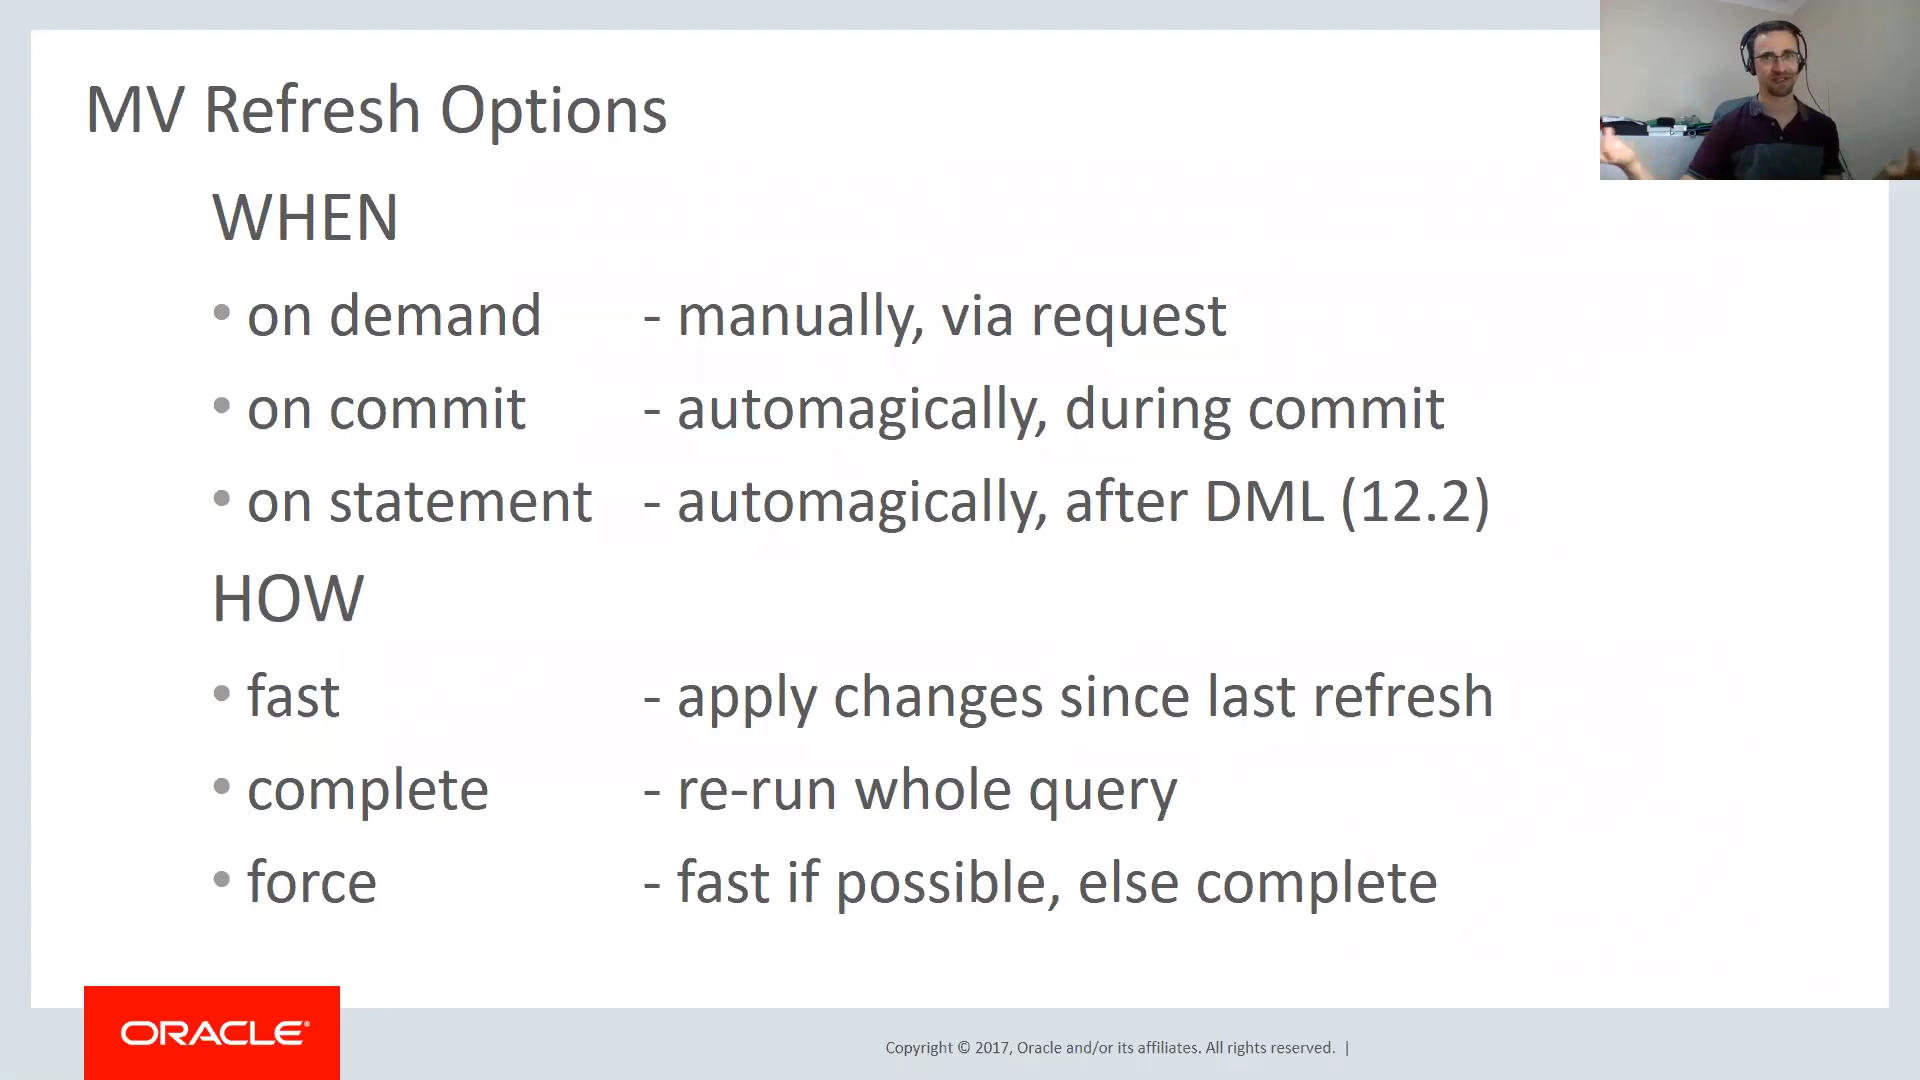 MV Refresh Options
WHEN
• on demand - manually, via request
• on commit - automagically, during commit
• on statement - automagically, after DML (12.2)
HOW
• fast - apply changes since last refresh
• complete - re-run whole query
• force - fast if possible, else complete
ORACLE®
Copyright © 2017, Oracle and/or its affiliates. All rights reserved. |